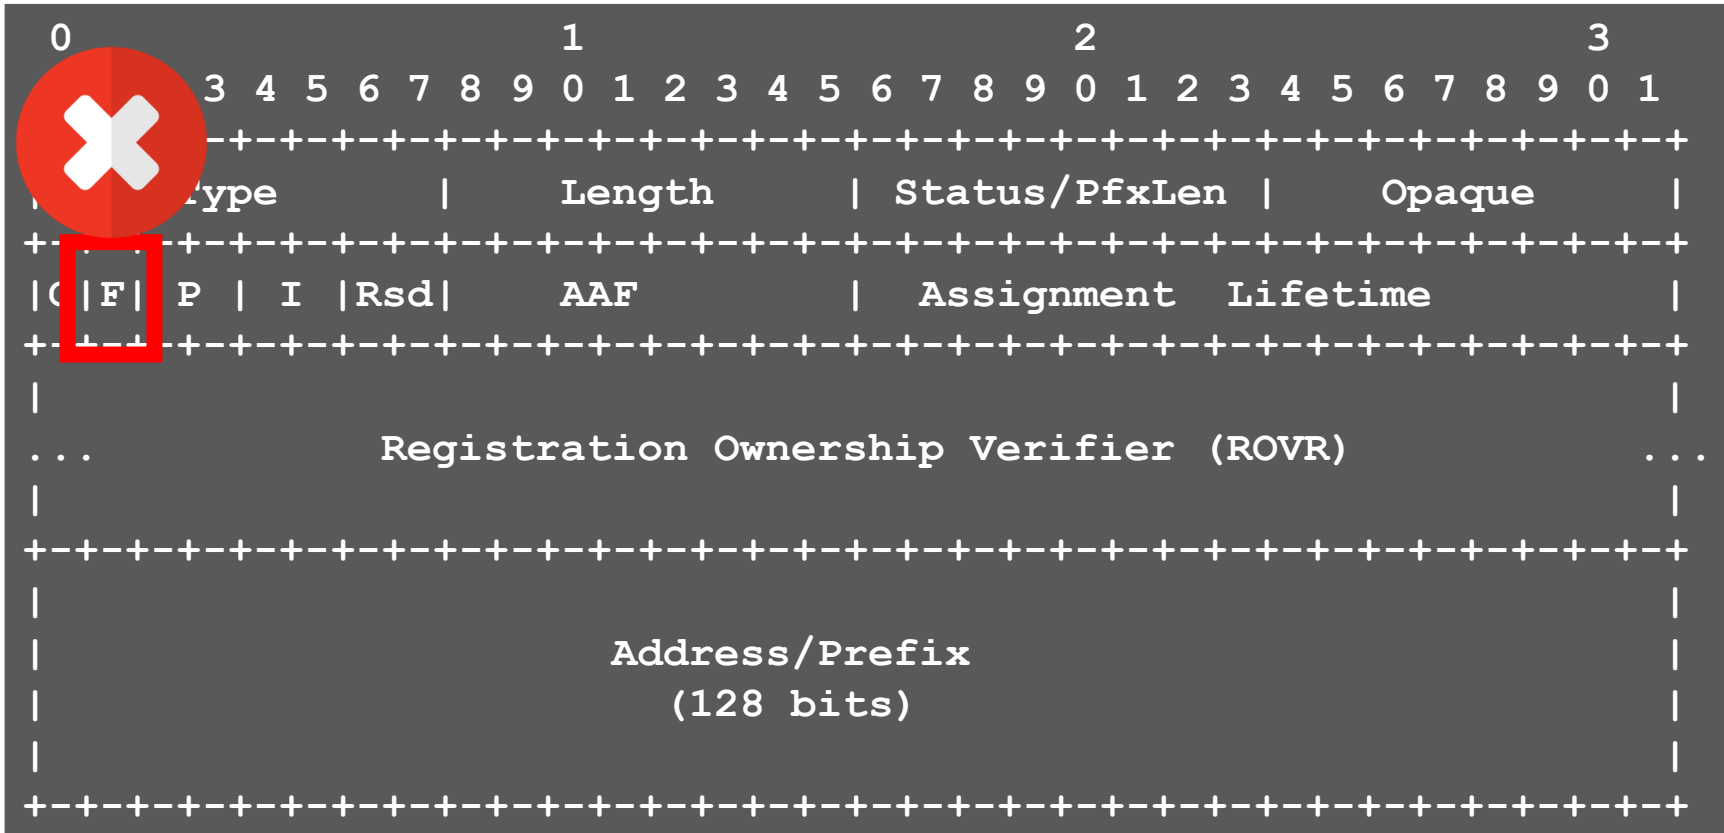 0 1 2 3
3 4 5 6 7 8 9 0 1 2 3 4 5 6 7 8 9 0 1 2 3 4 5 6 7 8 9 0 1
-+-+-+-+-+-+-+-+-+-+-+-+-+-+-+-+-+-+-+-+-+-+-+-+-+-+-+-+-+
| Type | Length | Status/PfxLen | Opaque |
+-+-+-+-+-+-+-+-+-+-+-+-+-+-+-+-+-+-+-+-+-+-+-+-+-+-+-+-+-+-+-+-+
|F| P | I |Rsd| AAF | Assignment Lifetime |
+-+-+-+-+-+-+-+-+-+-+-+-+-+-+-+-+-+-+-+-+-+-+-+-+-+-+-+-+-+-+-+-+
| |
... Registration Ownership Verifier (ROVR) ...
| |
+-+-+-+-+-+-+-+-+-+-+-+-+-+-+-+-+-+-+-+-+-+-+-+-+-+-+-+-+-+-+-+-+
| |
| Address/Prefix |
| (128 bits) |
| |
+-+-+-+-+-+-+-+-+-+-+-+-+-+-+-+-+-+-+-+-+-+-+-+-+-+-+-+-+-+-+-+-+